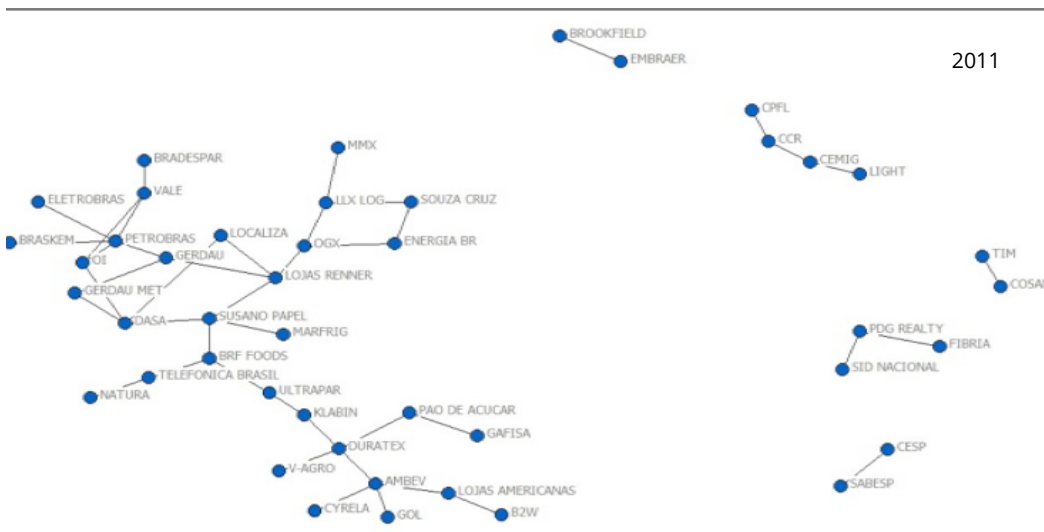 BROOKFIELD
2011
EMBRAER
CPFL
CCR
MMX
BRADESPAR
CEMIG
LIGHT
VALE
ELETROBRAS
LLX LOG
SOUZA CRUZ
LOCALIZA
BRASKEM
PETROBRAS
OGX
ENERGIA BR
OI
GERDAU
TIM
LOJAS RENNER
COSAN
GERDAU MET
SUSANO PAPEL
DASA
MARFRIG
PDG REALTY
FIBRIA
BRF FOODS
SID NACIONAL
TELEFONICA BRASIL
NATURA
ULTRAPAR
KLABIN
PAO DE ACUCAR
GAFISA
DURATEX
CESP
V-AGRO
AMBEV
SABESP
LOJAS AMERICANAS
CYRELA
GOL
B2W